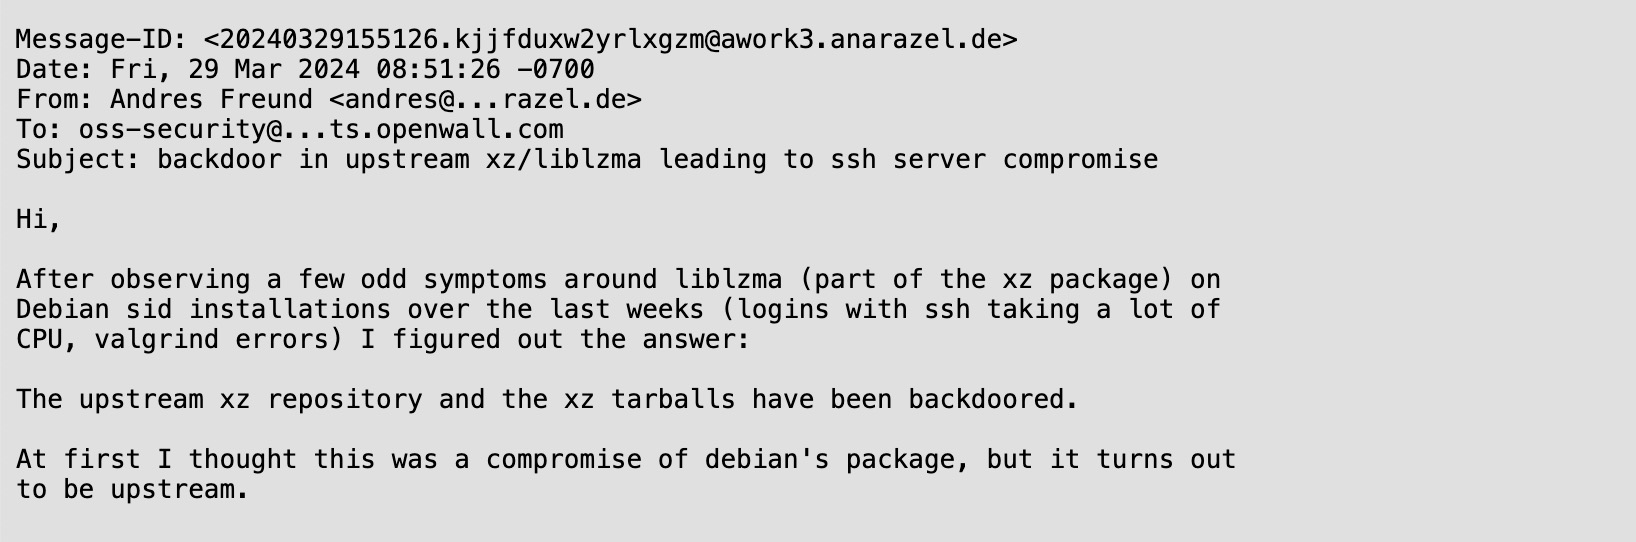 Message-ID: <20240329155126.kjjfduxw2yrlxgzm@awork3.anarazel.de>
Date: Fri, 29 Mar 2024 08:51:26 -0700
From: Andres Freund <andres@...razel.de>
To: oss-security@...ts.openwall.com
Subject: backdoor in upstream xz/liblzma leading to ssh server compromise

Hi,

After observing a few odd symptoms around liblzma (part of the xz package) on
Debian sid installations over the last weeks (logins with ssh taking a lot of
CPU, valgrind errors) I figured out the answer:

The upstream xz repository and the xz tarballs have been backdoored.

At first I thought this was a compromise of debian's package, but it turns out
to be upstream.